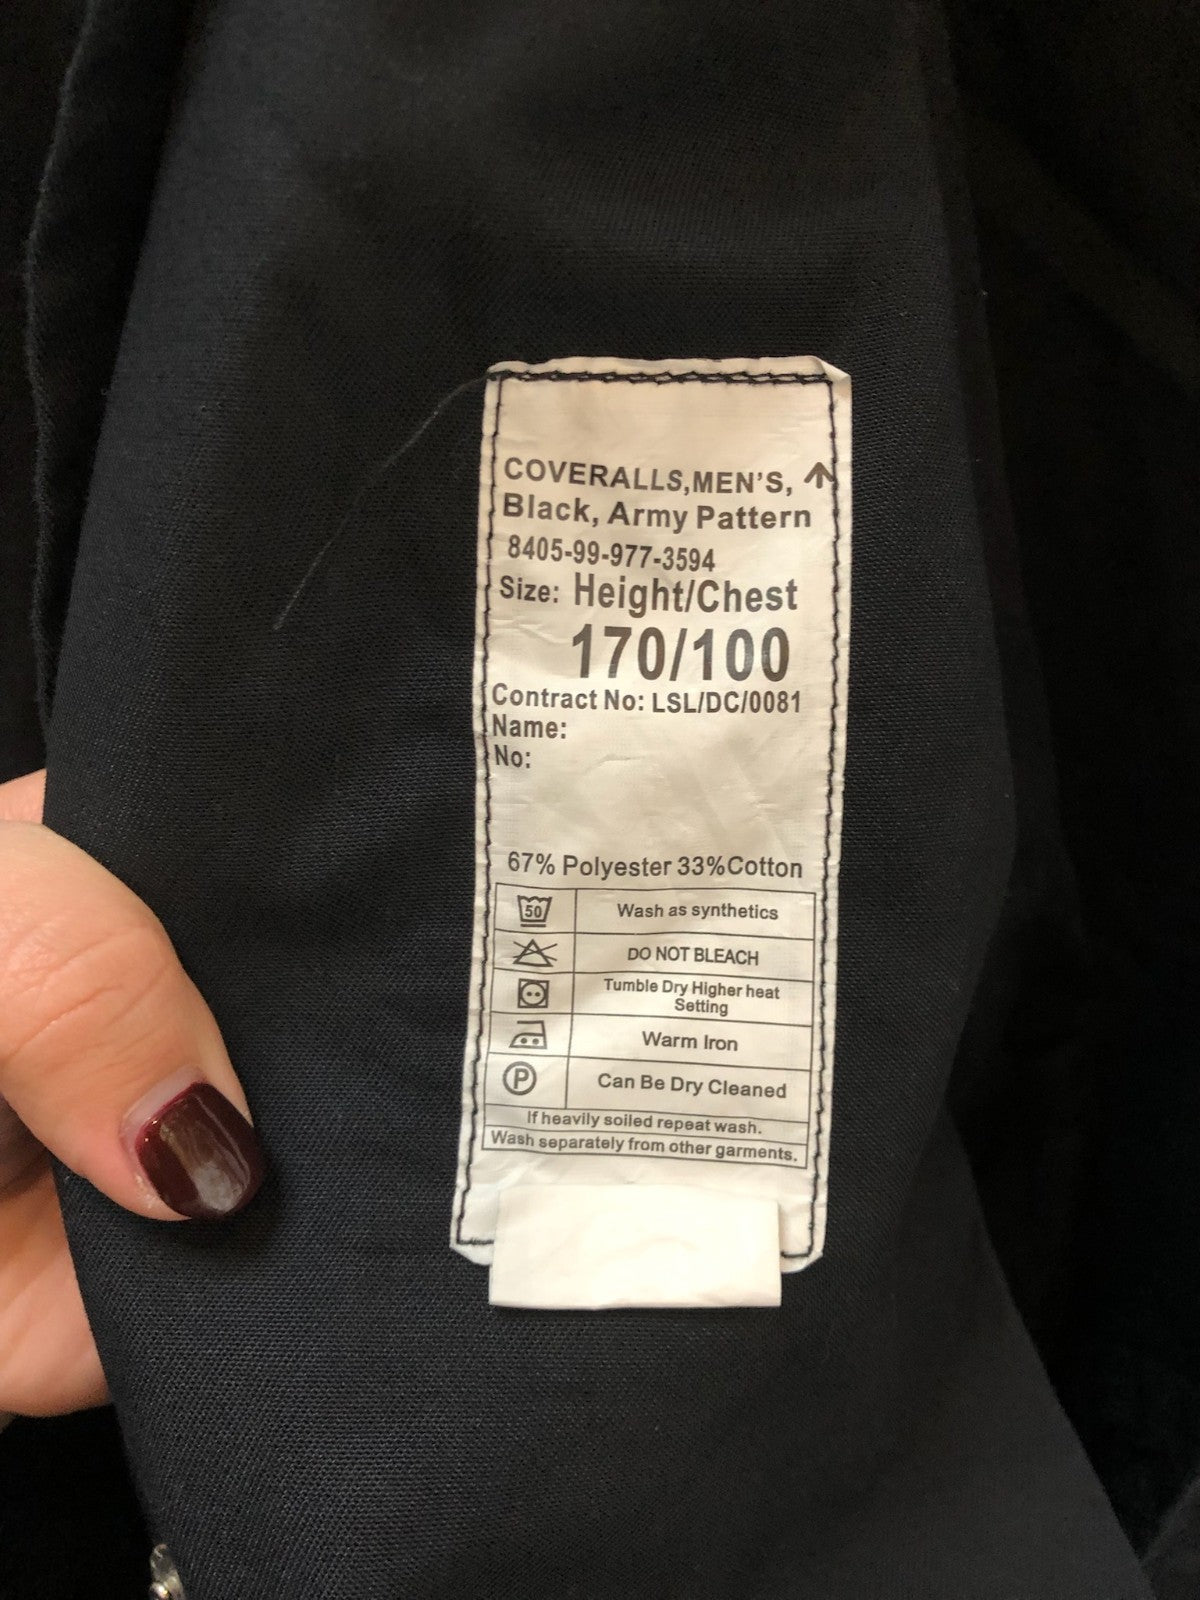 COVERALLS,MEN'S,
Black, Army Pattern
8405-99-977-3594
Size: Height/Chest
170/100
Contract No: LSL/DC/0081
Name:
No:
67% Polyester 33%Cotton
50 Wash as synthetics
DO NOT BLEACH
Tumble Dry Higher heat
Setting
Warm Iron
P Can Be Dry Cleaned
If heavily soiled repeat wash.
Wash separately from other garments.